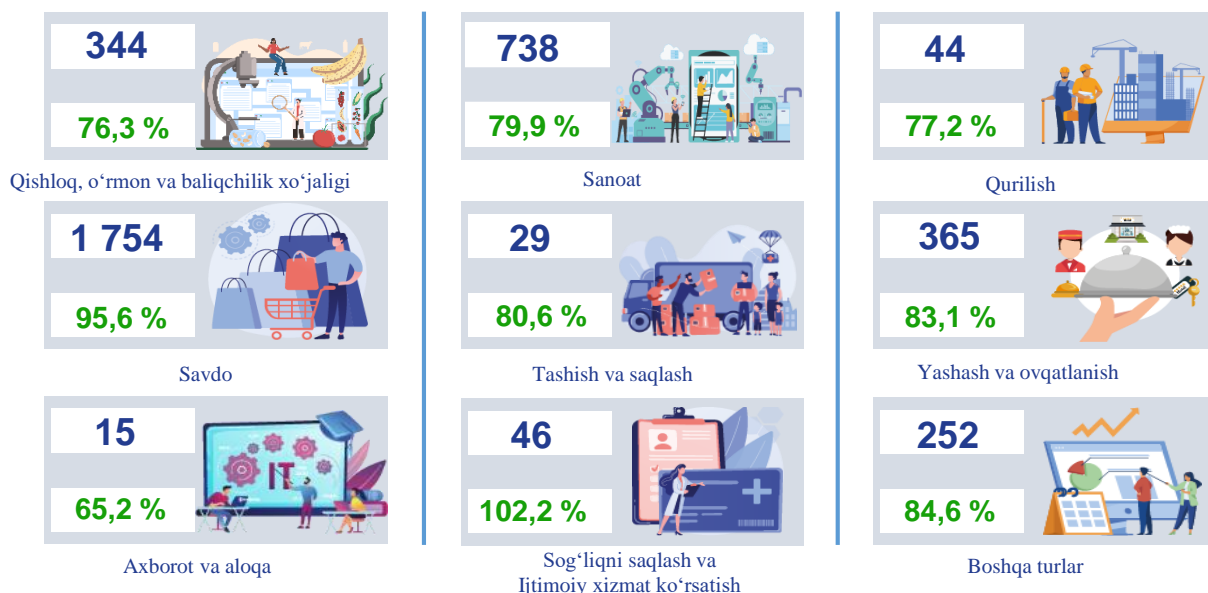 344
76,3 %
Qishloq, o‘rmon va baliqchilik xo‘jaligi
738
79,9 %
Sanoat
44
77,2 %
Qurilish
1 754
95,6 %
Savdo
29
80,6 %
Tashish va saqlash
365
83,1 %
Yashash va ovqatlanish
15
65,2 %
IT
Axborot va aloqa
46
102,2 %
Sog‘liqni saqlash va
Ijtimoiy xizmat ko‘rsatish
252
84,6 %
Boshqa turlar